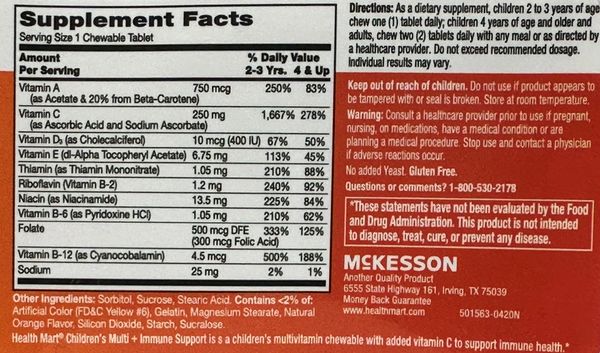 Supplement Facts
Serving Size 1 Chewable Tablet
Amount Per Serving % Daily Value 2-3 Yrs. 4 & Up
Vitamin A 750 mcg 250% 83%
(as Acetate & 20% from Beta-Carotene)
Vitamin C 250 mg 1,667% 278%
(as Ascorbic Acid and Sodium Ascorbate)
Vitamin D₃ (as Cholecalciferol) 10 mcg (400 IU) 67% 50%
Vitamin E (dl-Alpha Tocopheryl Acetate) 6.75 mg 113% 45%
Thiamin (as Thiamin Mononitrate) 1.05 mg 210% 88%
Riboflavin (Vitamin B-2) 1.2 mg 240% 92%
Niacin (as Niacinamide) 13.5 mg 225% 84%
Vitamin B-6 (as Pyridoxine HCl) 1.05 mg 210% 62%
Folate 500 mcg DFE 333% 125%
(300 mcg Folic Acid)
Vitamin B-12 (as Cyanocobalamin) 4.5 mcg 500% 188%
Sodium 25 mg 2% 1%
Other Ingredients: Sorbitol, Sucrose, Stearic Acid. Contains <2% of:
Artificial Color (FD&C Yellow #6), Gelatin, Magnesium Stearate, Natural
Orange Flavor, Silicon Dioxide, Starch, Sucralose.
Directions: As a dietary supplement, children 2 to 3 years of age
chew one (1) tablet daily; children 4 years of age and older and
adults, chew two (2) tablets daily with any meal or as directed by
a healthcare provider. Do not exceed recommended dosage.
Individual results may vary.
Keep out of reach of children. Do not use if product appears to
be tampered with or seal is broken. Store at room temperature.
Warning: Consult a healthcare provider prior to use if pregnant,
nursing, on medications, have a medical condition or are
planning a medical procedure. Stop use and contact a physician
if adverse reactions occur.
No added Yeast. Gluten Free.
Questions or comments? 1-800-530-2178
*These statements have not been evaluated by the Food
and Drug Administration. This product is not intended
to diagnose, treat, cure, or prevent any disease.
MCKESSON
Another Quality Product
6555 State Highway 161, Irving, TX 75039
Money Back Guarantee
www.healthmart.com 501563-0420N
Health Mart® Children's Multi + Immune Support is s a children's multivitamin chewable with added vitamin C to support immune health.*